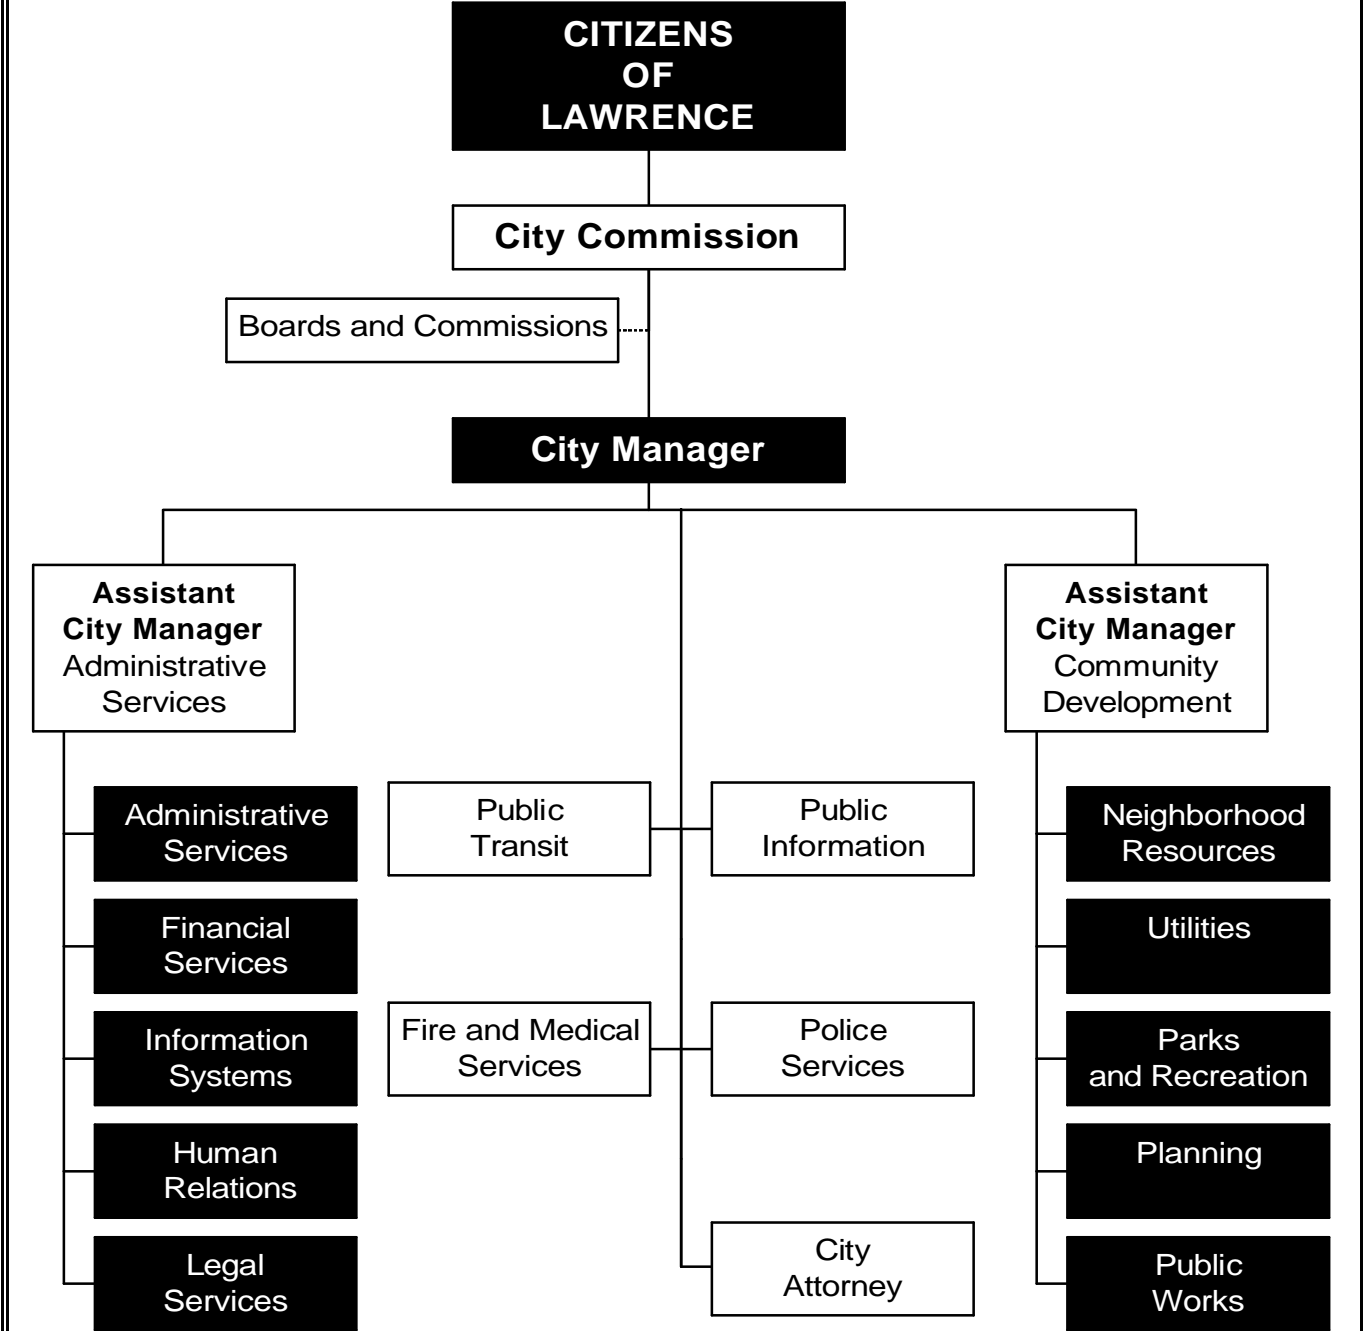 CITIZENS
OF
LAWRENCE
City Commission
Boards and Commissions
City Manager
Assistant
City Manager
Administrative
Services
Administrative
Services
Financial
Services
Information
Systems
Human
Relations
Legal
Services
Public
Transit
Public
Information
Fire and Medical
Services
Police
Services
City
Attorney
Assistant
City Manager
Community
Development
Neighborhood
Resources
Utilities
Parks
and Recreation
Planning
Public
Works